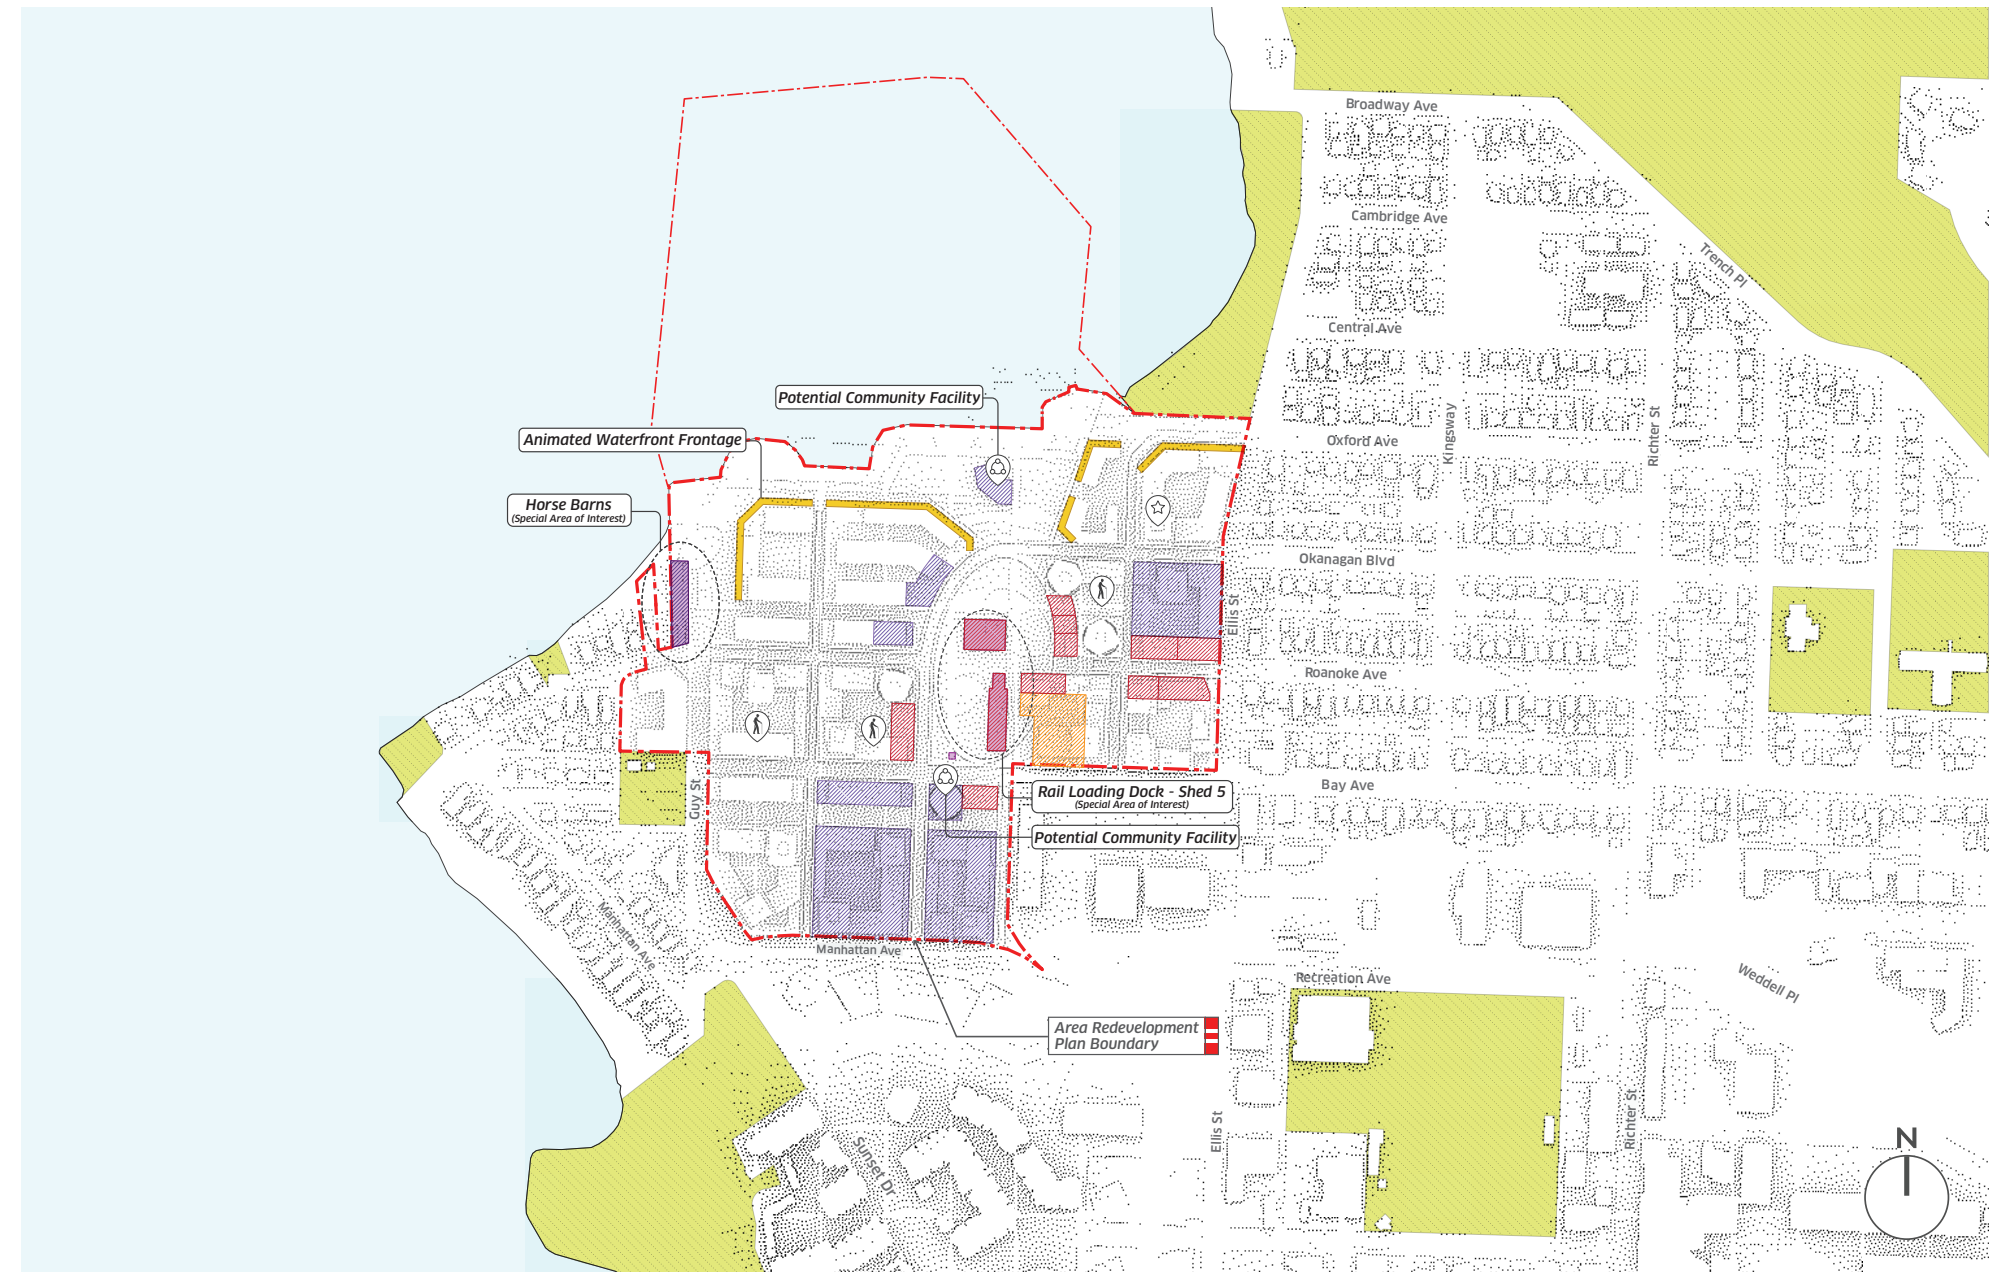 Broadway Ave
Cambridge Ave
Trench Pl
Central Ave
Potential Community Facility
Animated Waterfront Frontage
Oxford Ave
Kingsway
Richter St
Horse Barns
(Special Area of Interest)
Okanagan Blvd
Ellis St
Roanoke Ave
Guy St
Bay Ave
Rail Loading Dock - Shed 5
(Special Area of Interest)
Potential Community Facility
Manhattan Ave
Manhattan Ave
Recreation Ave
Weddell Pl
Area Redevelopment
Plan Boundary
Ellis St
Richter St
Sunset Dr
N